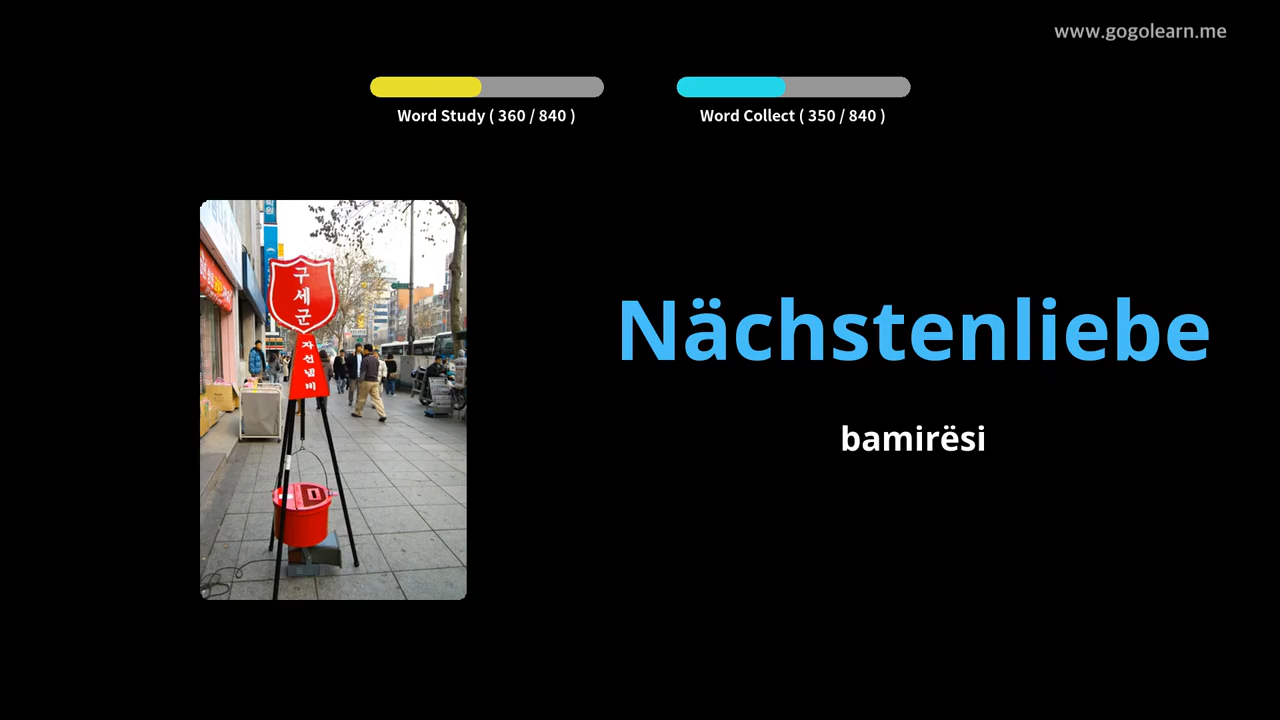 www.gogolearn.me
Word Study ( 360 / 840 )
Word Collect ( 350 / 840 )
구
세
군
자
선
냄
비
Nächstenliebe
bamirësi